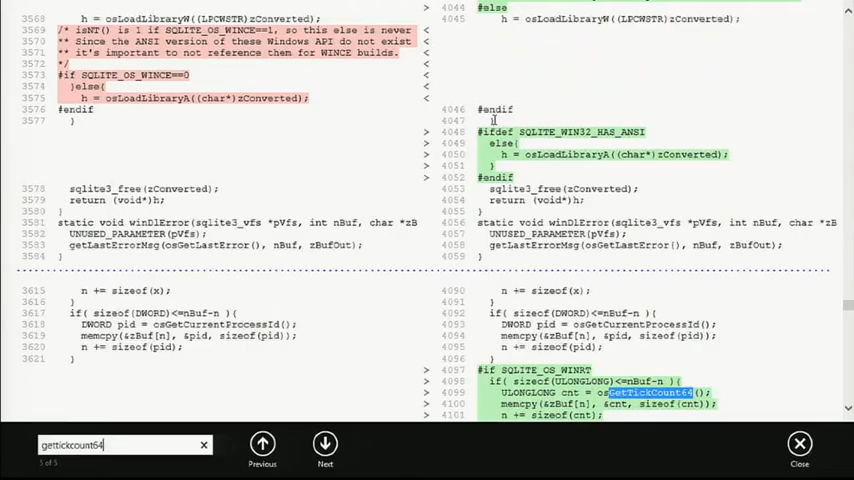 4044 #else
3568 h = osLoadLibraryW((LPCWSTR)zConverted);
4045 h = osLoadLibraryW((LPCWSTR)zConverted);
3569 /* isNT() is 1 if SQLITE_OS_WINCE==1, so this else is never <
3570 ** Since the ANSI version of these Windows API do not exist <
3571 ** it's important to not reference them for WINCE builds. <
3572 */ <
3573 #if SQLITE_OS_WINCE==0 <
3574 }else{ <
3575 h = osLoadLibraryA((char*)zConverted); <
3576 #endif
4046 #endif
3577 }
4047 }
> 4048 #ifdef SQLITE_WIN32_HAS_ANSI
> 4049 else{
> 4050 h = osLoadLibraryA((char*)zConverted);
> 4051 }
> 4052 #endif
3578 sqlite3_free(zConverted);
4053 sqlite3_free(zConverted);
3579 return (void*)h;
4054 return (void*)h;
3580 }
4055 }
3581 static void winDlError(sqlite3_vfs *pVfs, int nBuf, char *zB
4056 static void winDlError(sqlite3_vfs *pVfs, int nBuf, char *zB
3582 UNUSED_PARAMETER(pVfs);
4057 UNUSED_PARAMETER(pVfs);
3583 getLastErrorMsg(osGetLastError(), nBuf, zBufOut);
4058 getLastErrorMsg(osGetLastError(), nBuf, zBufOut);
3584 }
4059 }
3615 n += sizeof(x);
4090 n += sizeof(x);
3616 }
4091 }
3617 if( sizeof(DWORD)<=nBuf-n ){
4092 if( sizeof(DWORD)<=nBuf-n ){
3618 DWORD pid = osGetCurrentProcessId();
4093 DWORD pid = osGetCurrentProcessId();
3619 memcpy(&zBuf[n], &pid, sizeof(pid));
4094 memcpy(&zBuf[n], &pid, sizeof(pid));
3620 n += sizeof(pid);
4095 n += sizeof(pid);
3621 }
4096 }
> 4097 #if SQLITE_OS_WINRT
> 4098 if( sizeof(ULONGLONG)<=nBuf-n ){
> 4099 ULONGLONG cnt = osGetTickCount64();
> 4100 memcpy(&zBuf[n], &cnt, sizeof(cnt));
> 4101 n += sizeof(cnt);
gettickcount64
5 of 5
Previous
Next
Close